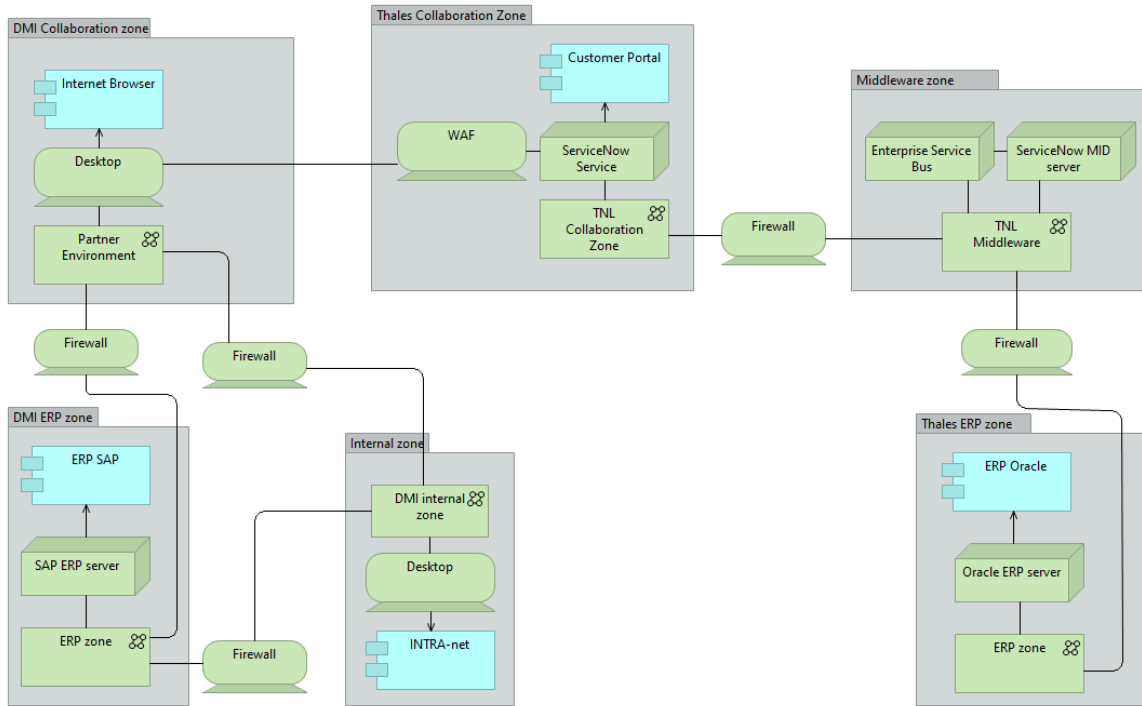 DMI Collaboration zone
Internet Browser
Desktop
Partner
Environment
Thales Collaboration Zone
Customer Portal
WAF
ServiceNow
Service
TNL
Collaboration
Zone
Firewall
Middleware zone
Enterprise Service
Bus
ServiceNow MID
server
TNL
Middleware
Firewall
Firewall
Firewall
DMI ERP zone
ERP SAP
SAP ERP server
ERP zone
Firewall
Internal zone
DMI internal
zone
Desktop
INTRA-net
Thales ERP zone
ERP Oracle
Oracle ERP server
ERP zone